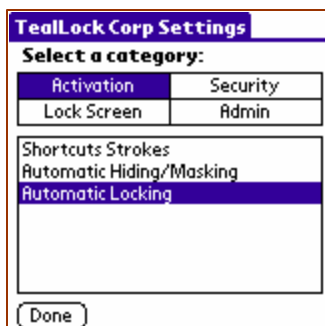 TealLock Corp Settings
Select a category:
Activation Security
Lock Screen Admin
Shortcuts Strokes
Automatic Hiding/Masking
Automatic Locking
Done